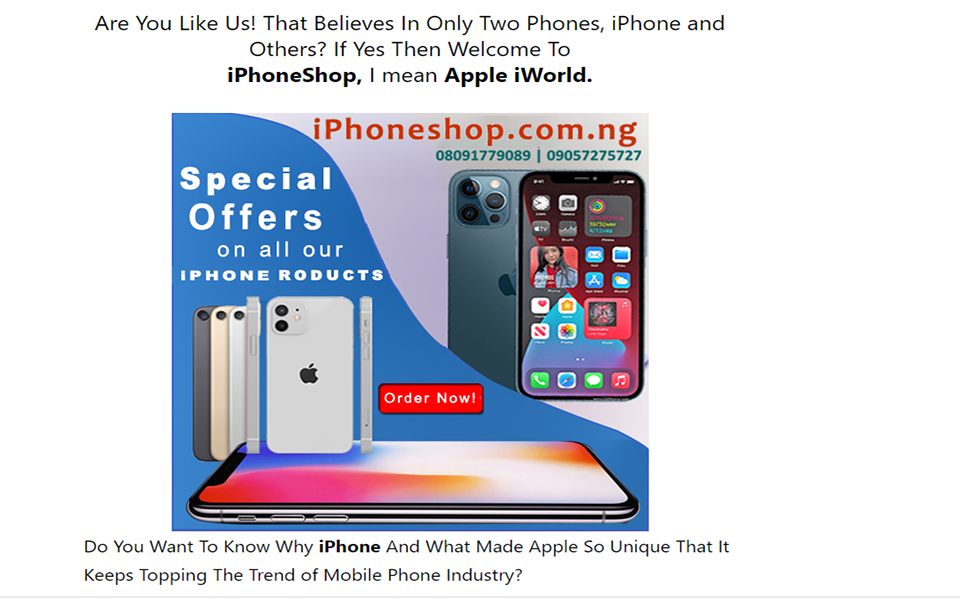 Are You Like Us! That Believes In Only Two Phones, iPhone and
Others? If Yes Then Welcome To
iPhoneShop, I mean Apple iWorld.
iPhoneshop.com.ng
08091779089 | 09057275727
Special
Offers
on all our
iPHONE RODUCTS
Order Now!
Do You Want To Know Why iPhone And What Made Apple So Unique That It
Keeps Topping The Trend of Mobile Phone Industry?